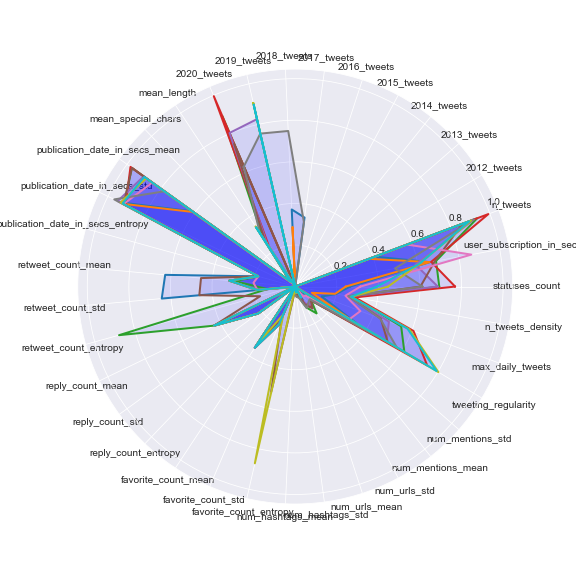 2018_tweets
2017_tweets
2019_tweets
2016_tweets
2020_tweets
2015_tweets
mean_length
2014_tweets
mean_special_chars
2013_tweets
publication_date_in_secs_mean
2012_tweets
publication_date_in_secs_std
n_tweets
1.0
0.8
0.6
0.4
0.2
publication_date_in_secs_entropy
user_subscription_in_sec
retweet_count_mean
statuses_count
retweet_count_std
n_tweets_density
retweet_count_entropy
max_daily_tweets
reply_count_mean
tweeting_regularity
reply_count_std
num_mentions_std
reply_count_entropy
num_mentions_mean
favorite_count_mean
num_urls_std
favorite_count_std
num_urls_mean
favorite_count_entropy
num_hashtags_std
num_hashtags_mean